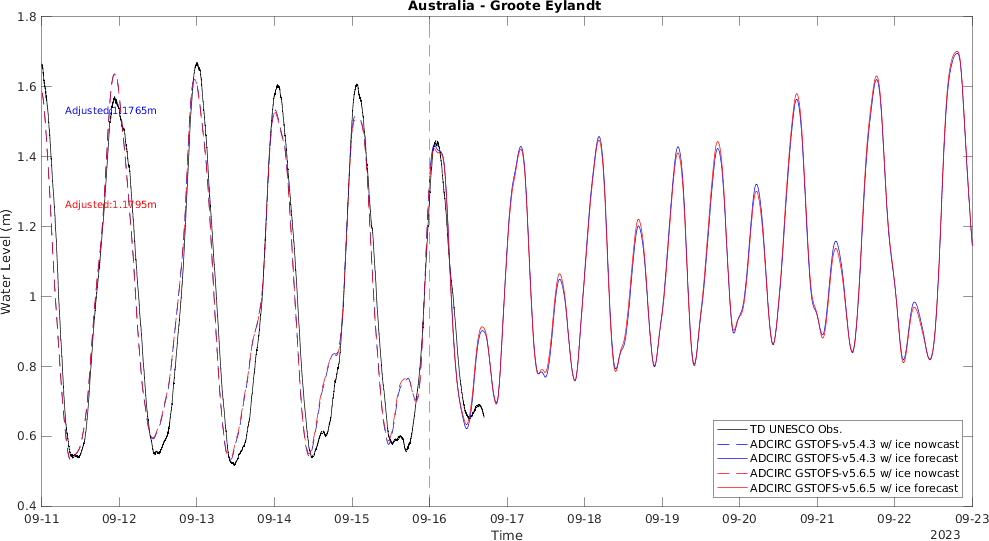 Australia - Groote Eylandt
1.8
1.6
1.4
1.2
1
0.8
0.6
0.4
Water Level (m)
Adjusted:1.1765m
Adjusted:1.1795m
TD UNESCO Obs.
ADCIRC GSTOFS-v5.4.3 w/ ice nowcast
ADCIRC GSTOFS-v5.4.3 w/ ice forecast
ADCIRC GSTOFS-v5.6.5 w/ ice nowcast
ADCIRC GSTOFS-v5.6.5 w/ ice forecast
09-11 09-12 09-13 09-14 09-15 09-16 09-17 09-18 09-19 09-20 09-21 09-22 09-23
Time
2023